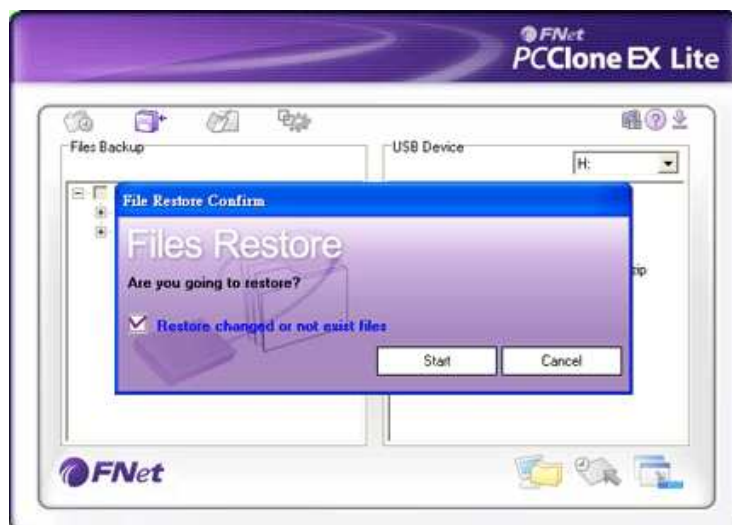 FNet
PCClone EX Lite
Files Backup
USB Device
H:
File Restore Confirm
Files Restore
Are you going to restore?
Restore changed or not exist files
zip
Start
Cancel
FNet